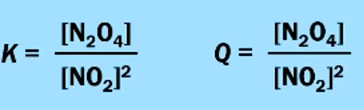 K = [N₂O₄] / [NO₂]²
Q = [N₂O₄] / [NO₂]²